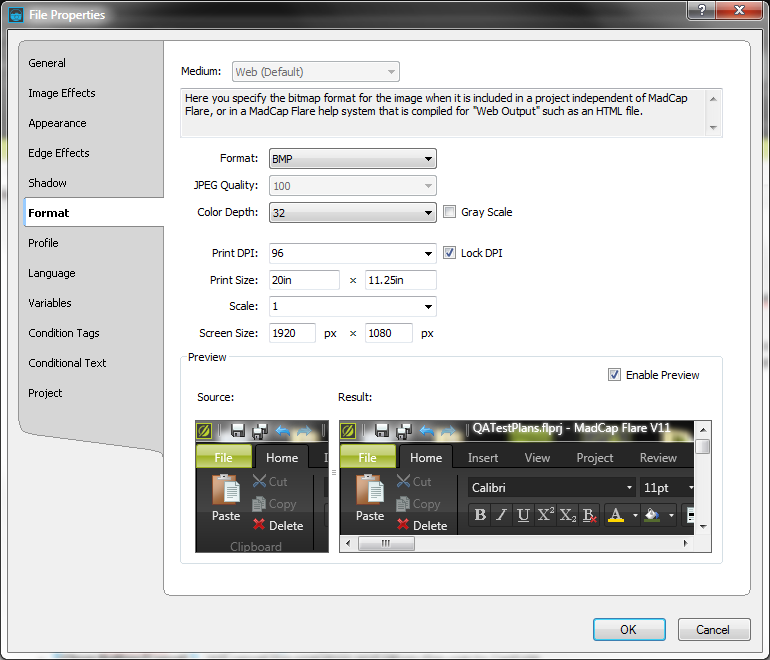 File Properties
General
Image Effects
Appearance
Edge Effects
Shadow
Format
Profile
Language
Variables
Condition Tags
Conditional Text
Project
Medium: Web (Default)
Here you specify the bitmap format for the image when it is included in a project independent of MadCap
Flare, or in a MadCap Flare help system that is compiled for "Web Output" such as an HTML file.
Format: BMP
JPEG Quality: 100
Color Depth: 32 Gray Scale
Print DPI: 96 Lock DPI
Print Size: 20in x 11.25in
Scale: 1
Screen Size: 1920 px x 1080 px
Preview
Enable Preview
Source: Result:
File Home
Cut
Copy
Paste Delete
Clipboard
QATestPlans.flprj - MadCap Flare V11
File Home Insert View Project Review
Cut
Copy
Paste Delete
Calibri 11pt
B I U X² X₂ B A
OK Cancel